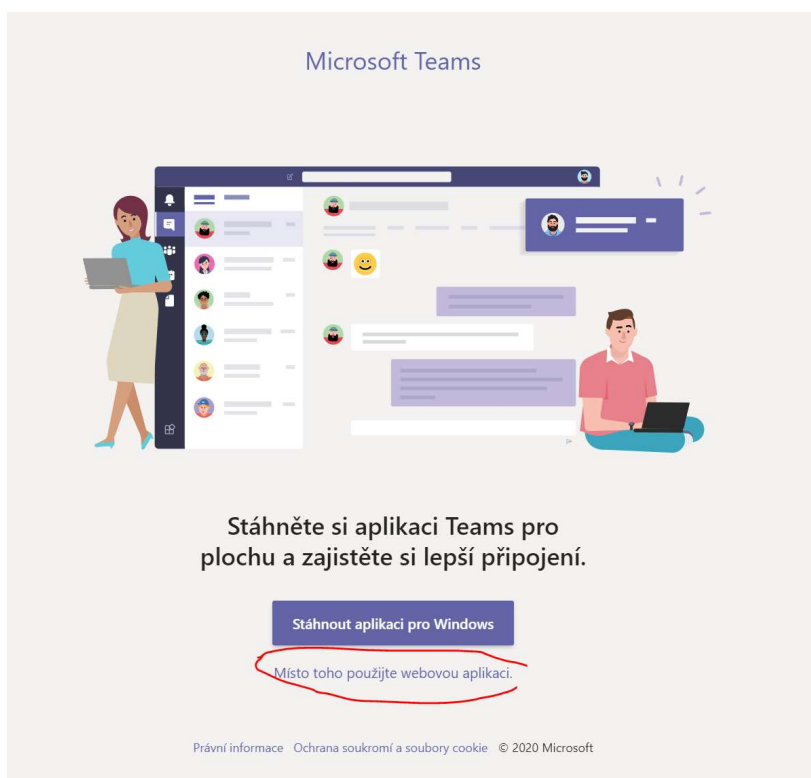 Microsoft Teams
Stáhněte si aplikaci Teams pro
plochu a zajistěte si lepší připojení.
Stáhnout aplikaci pro Windows
Místo toho použijte webovou aplikaci.
Právní informace Ochrana soukromí a soubory cookie © 2020 Microsoft